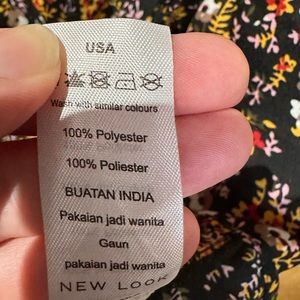 USA
Wash with similar colours
100% Polyester
100% Poliester
BUATAN INDIA
Pakaian jadi wanita
Gaun
pakaian jadi wanita
NEW LOOK